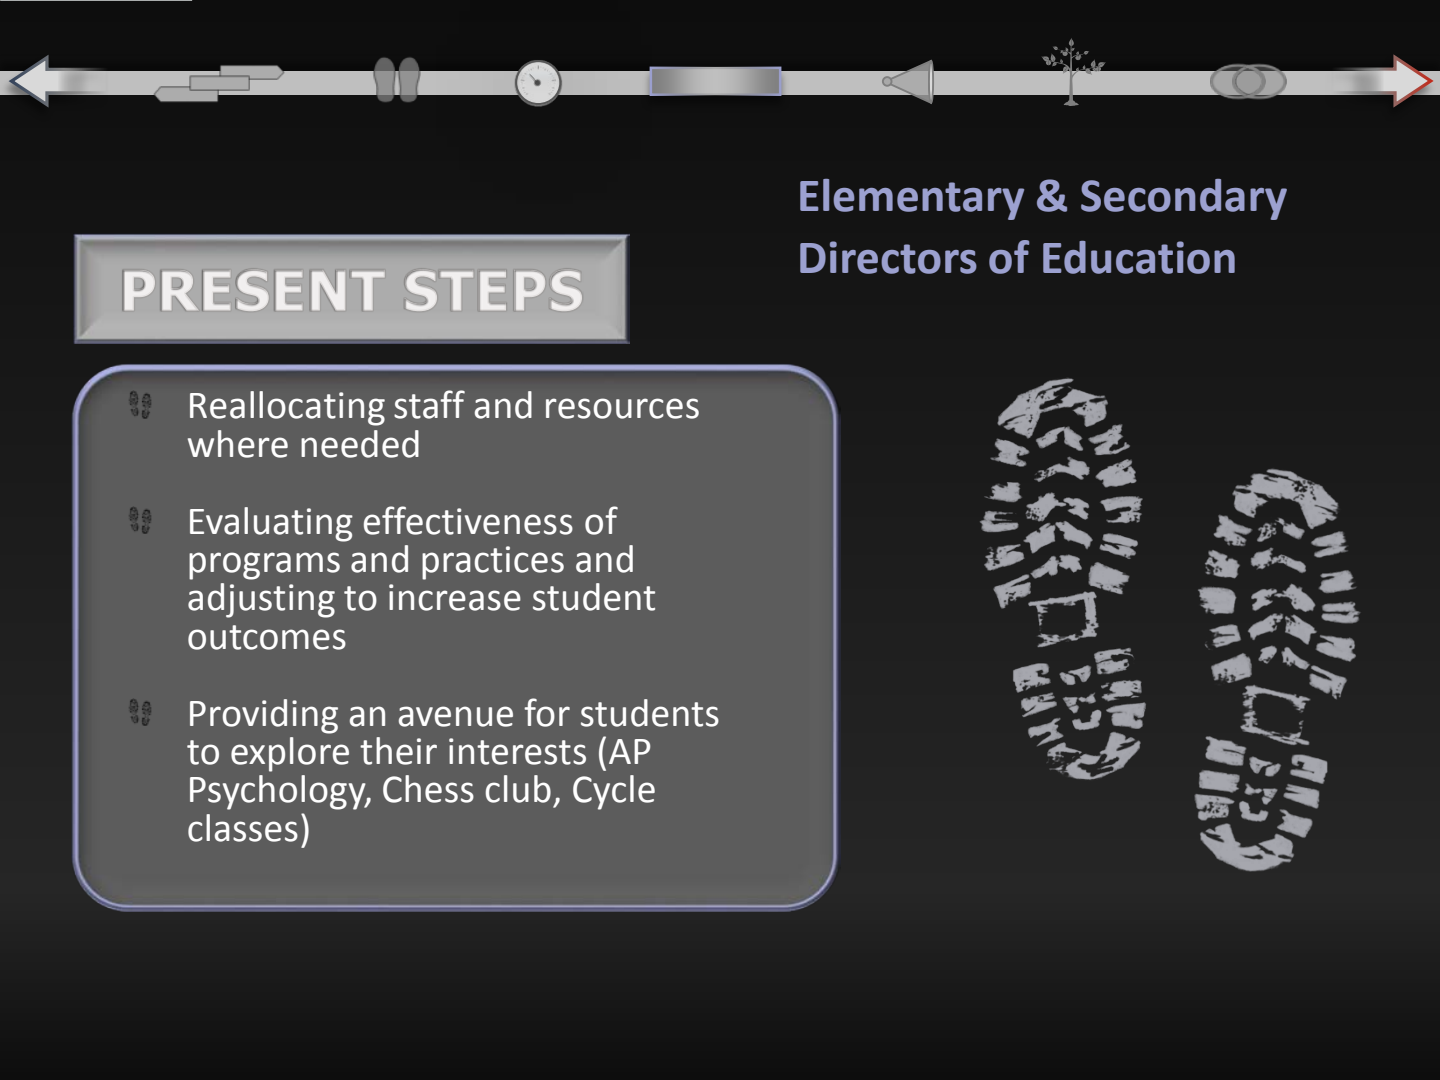 Elementary & Secondary
Directors of Education
PRESENT STEPS
Reallocating staff and resources
where needed
Evaluating effectiveness of
programs and practices and
adjusting to increase student
outcomes
Providing an avenue for students
to explore their interests (AP
Psychology, Chess club, Cycle
classes)